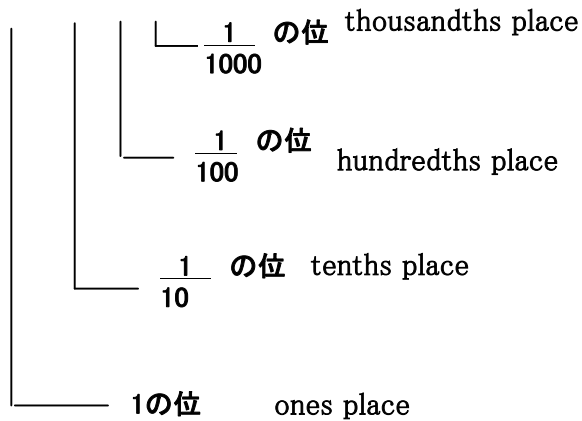 1/1000 の位 thousandths place
1/100 の位 hundredths place
1/10 の位 tenths place
1の位 ones place